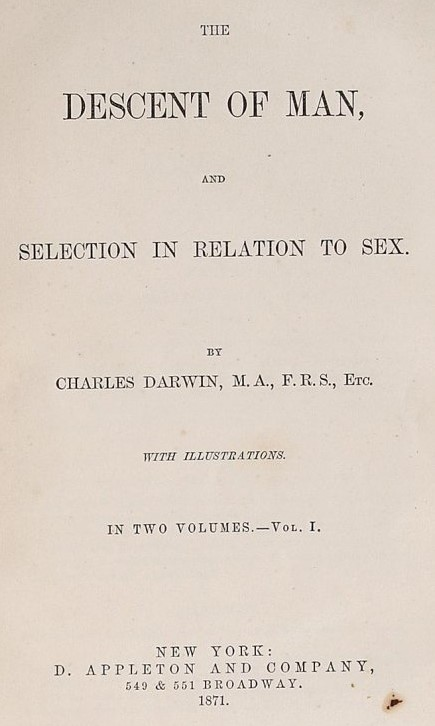 THE
DESCENT OF MAN,
AND
SELECTION IN RELATION TO SEX.
BY
CHARLES DARWIN, M. A., F. R. S., ETC.
WITH ILLUSTRATIONS.
IN TWO VOLUMES.—VOL. I.
NEW YORK:
D. APPLETON AND COMPANY,
549 & 551 BROADWAY.
1871.